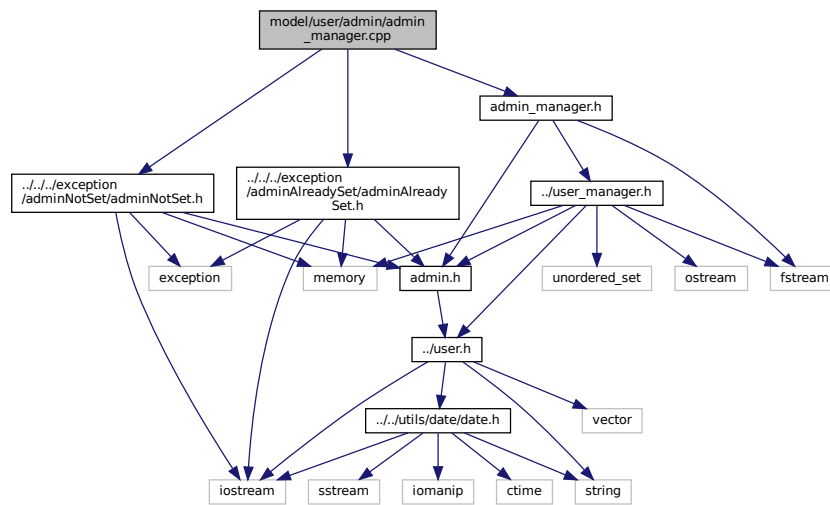 model/user/admin/admin
_manager.cpp
admin_manager.h
../../../exception
/adminNotSet/adminNotSet.h
../../../exception
/adminAlreadySet/adminAlready
Set.h
../user_manager.h
exception
memory
admin.h
unordered_set
ostream
fstream
../user.h
../../utils/date/date.h
vector
iostream
sstream
iomanip
ctime
string